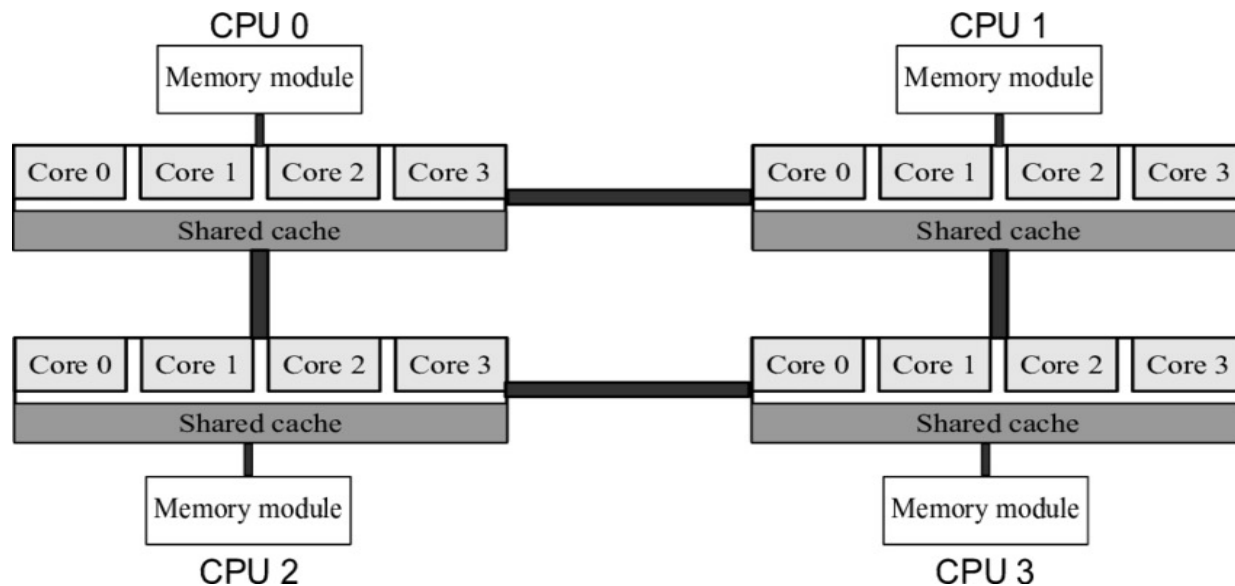 CPU 0 CPU 1
Memory module Memory module
Core 0 Core 1 Core 2 Core 3 Core 0 Core 1 Core 2 Core 3
Shared cache Shared cache
Core 0 Core 1 Core 2 Core 3 Core 0 Core 1 Core 2 Core 3
Shared cache Shared cache
Memory module Memory module
CPU 2 CPU 3